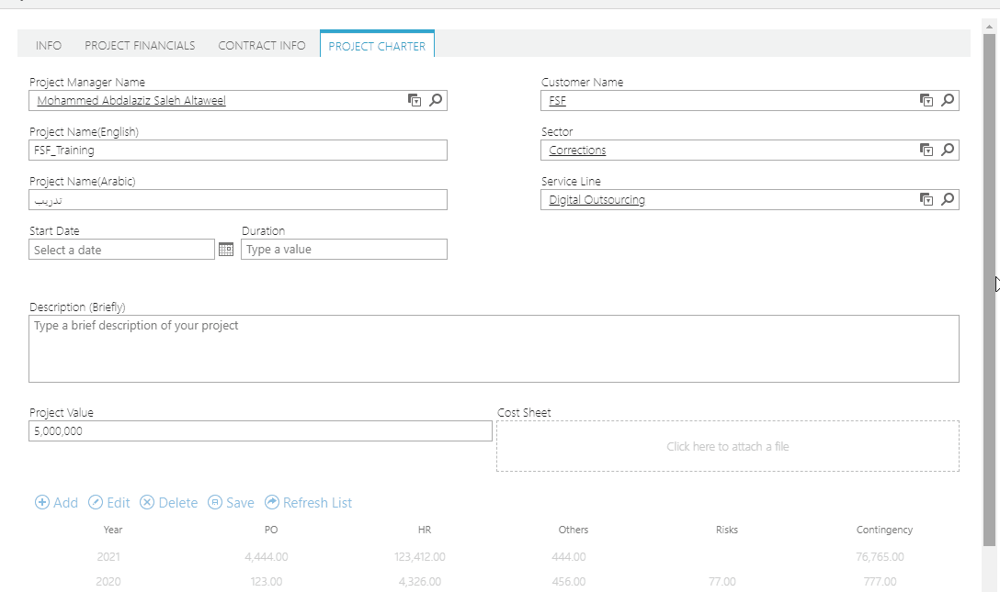 INFO PROJECT FINANCIALS CONTRACT INFO PROJECT CHARTER
Project Manager Name Customer Name
Mohammed Abdalaziz Saleh Altaweel FSF
Project Name(English) Sector
FSF_Training Corrections
Project Name(Arabic) Service Line
تدريب Digital Outsourcing
Start Date Duration
Select a date Type a value
Description (Briefly)
Type a brief description of your project
Project Value Cost Sheet
5,000,000
Click here to attach a file
Add Edit Delete Save Refresh List
Year PO HR Others Risks Contingency
2021 4,444.00 123,412.00 444.00 76,765.00
2020 123.00 4,326.00 456.00 77.00 777.00